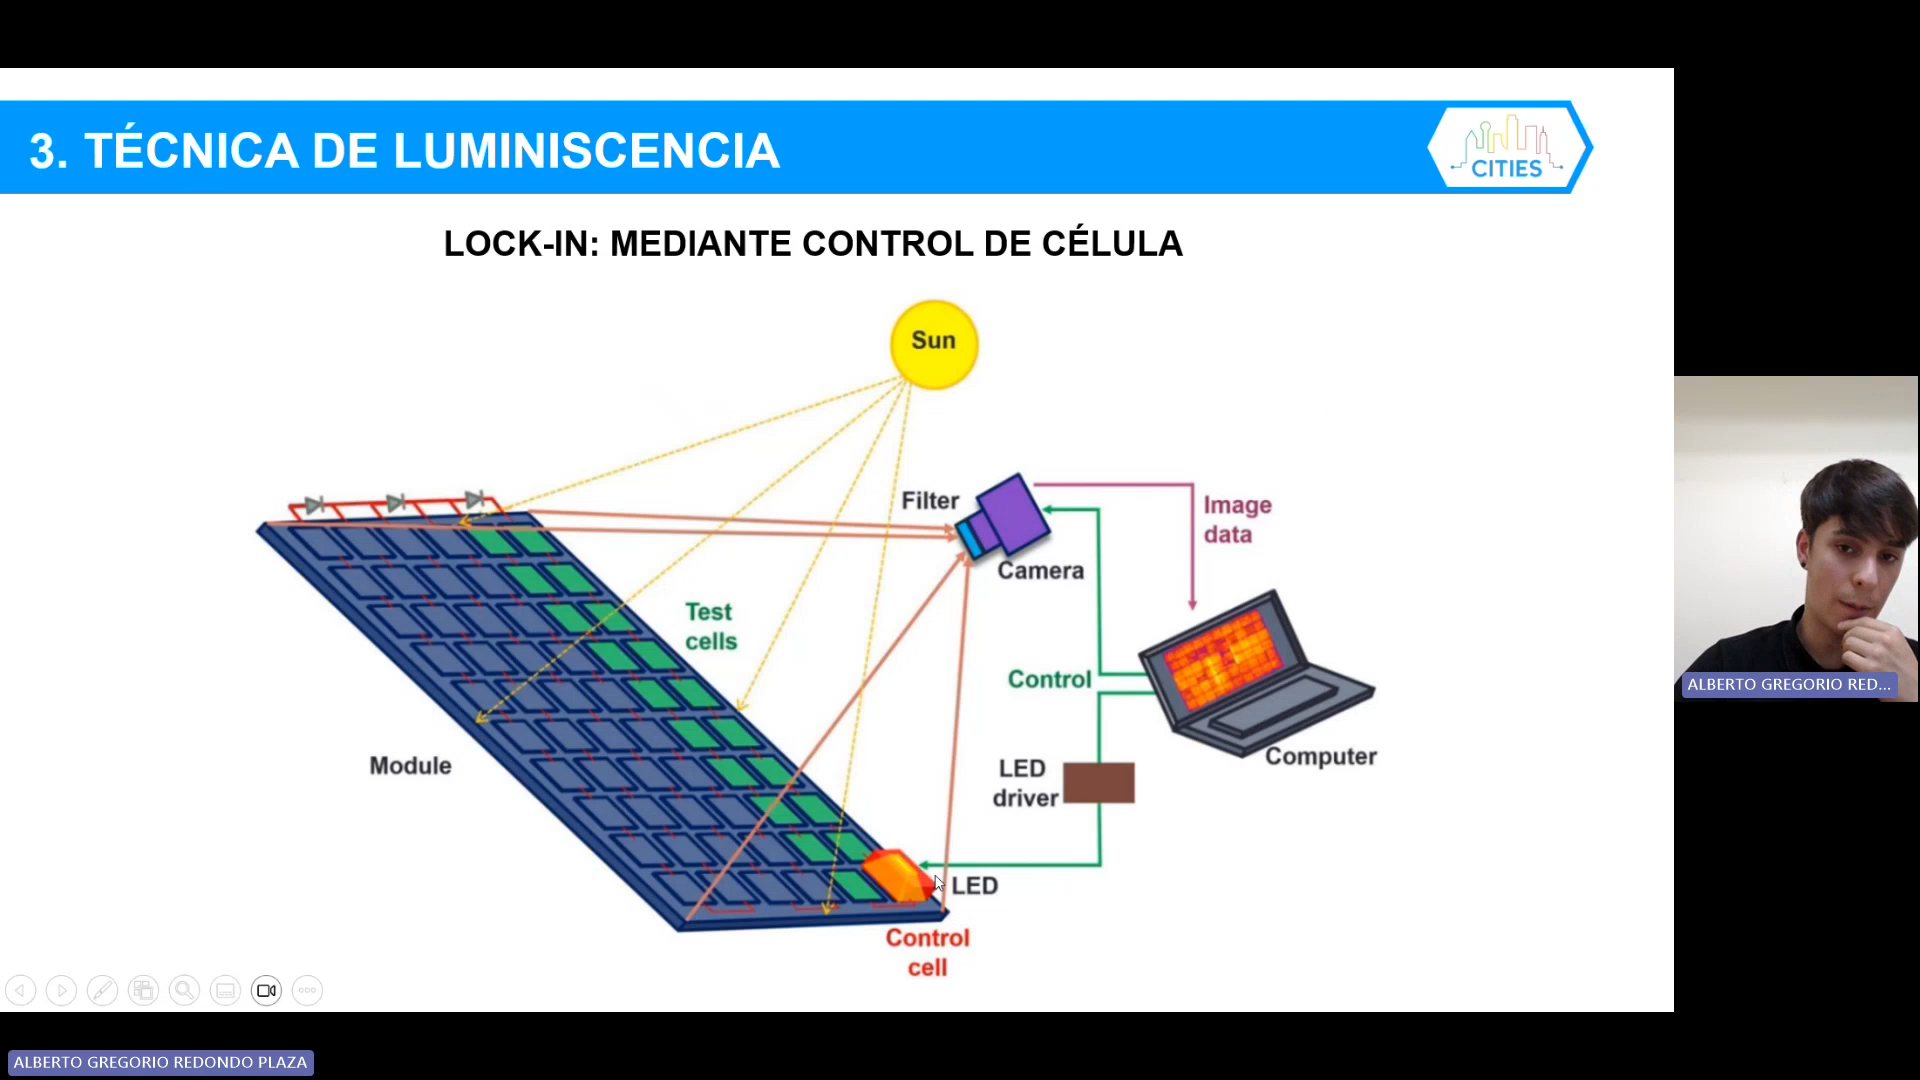 3. TÉCNICA DE LUMINISCENCIA
CITIES
LOCK-IN: MEDIANTE CONTROL DE CÉLULA
Sun
Filter
Image
data
Camera
Test
cells
Control
Module
LED
driver
Computer
LED
Control
cell
ALBERTO GREGORIO RED...
ALBERTO GREGORIO REDONDO PLAZA